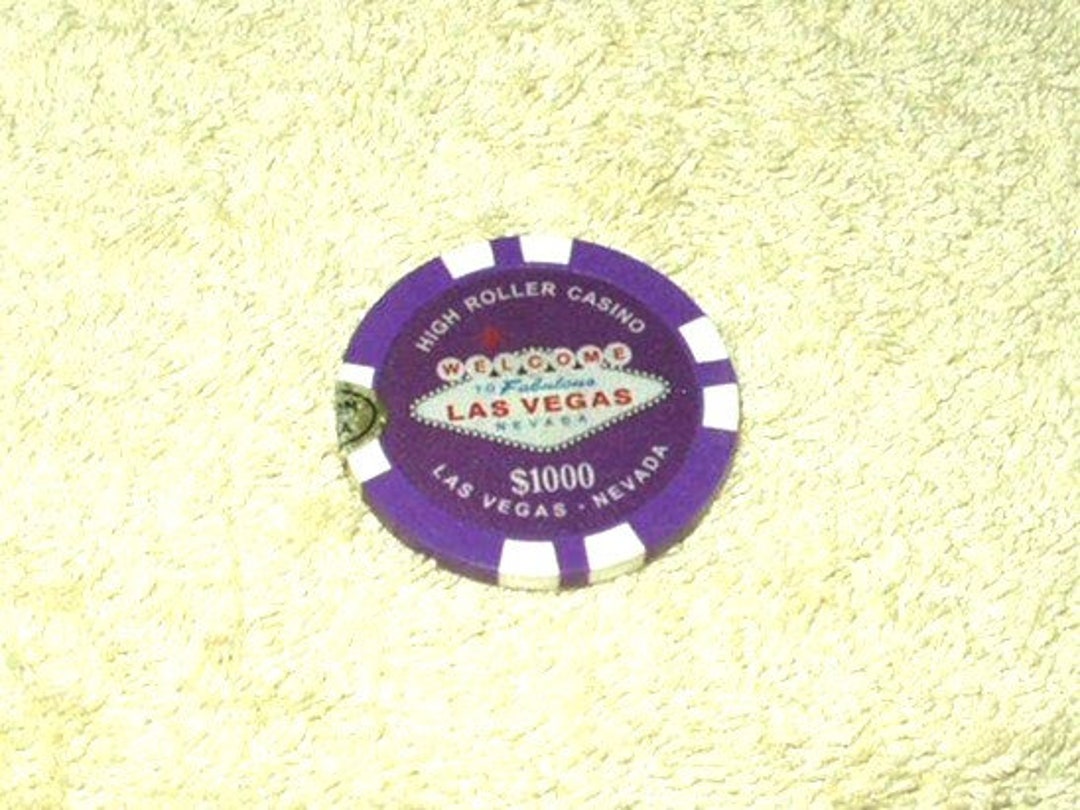 HIGH ROLLER CASINO
WELCOME
TO Fabulous
LAS VEGAS
NEVADA
$1000
LAS VEGAS · NEVADA